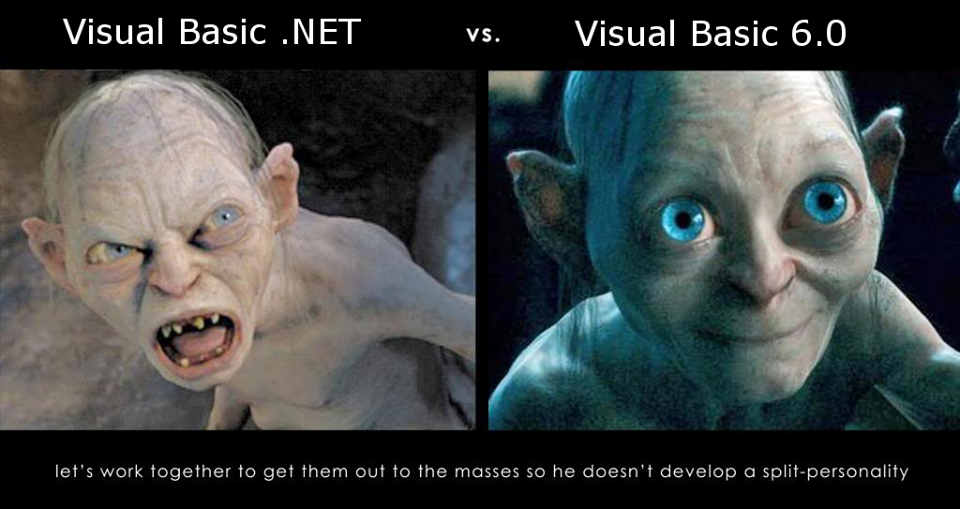 Visual Basic .NET vs. Visual Basic 6.0
let's work together to get them out to the masses so he doesn't develop a split-personality